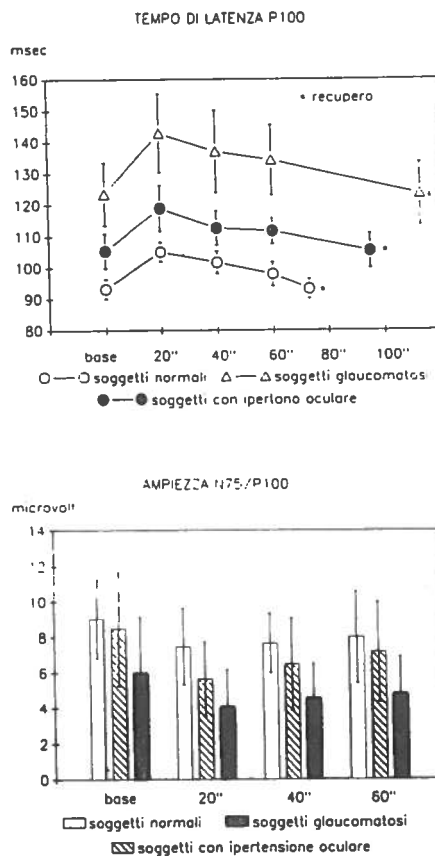 TEMPO DI LATENZA P100
msec
160
150
140
130
120
110
100
90
80
* recupero
base 20'' 40'' 60'' 80'' 100''
soggetti normali soggetti glaucomatosi
soggetti con ipertono oculare
AMPIEZZA N75/P100
microvolt
14
12
10
8
6
4
2
0
base 20'' 40'' 60''
soggetti normali soggetti glaucomatosi
soggetti con ipertensione oculare